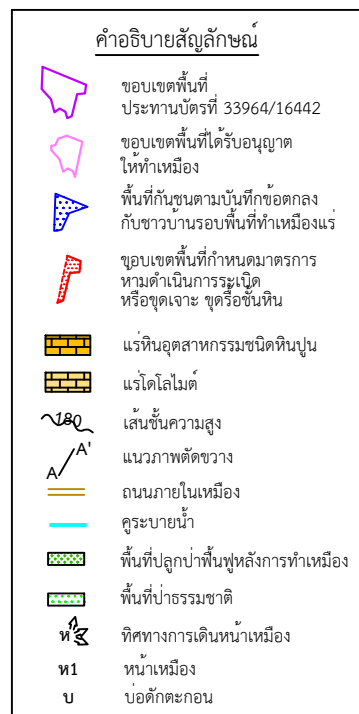 คำอธิบายสัญลักษณ์
ขอบเขตพื้นที่
ประทานบัตรที่ 33964/16442
ขอบเขตพื้นที่ได้รับอนุญาต
ให้ทำเหมือง
พื้นที่กันชนตามบันทึกข้อตกลง
กับชาวบ้านรอบพื้นที่ทำเหมืองแร่
ขอบเขตพื้นที่กำหนดมาตรการ
ห้ามดำเนินการระเบิด
หรือขุดเจาะ ขุดรื้อชั้นหิน
แร่หินอุตสาหกรรมชนิดหินปูน
แร่โดโลไมต์
180 เส้นชั้นความสูง
A A' แนวภาพตัดขวาง
ถนนภายในเหมือง
คูระบายน้ำ
พื้นที่ปลูกป่าฟื้นฟูหลังการทำเหมือง
พื้นที่ป่าธรรมชาติ
ห ทิศทางการเดินหน้าเหมือง
ห1 หน้าเหมือง
บ บ่อดักตะกอน